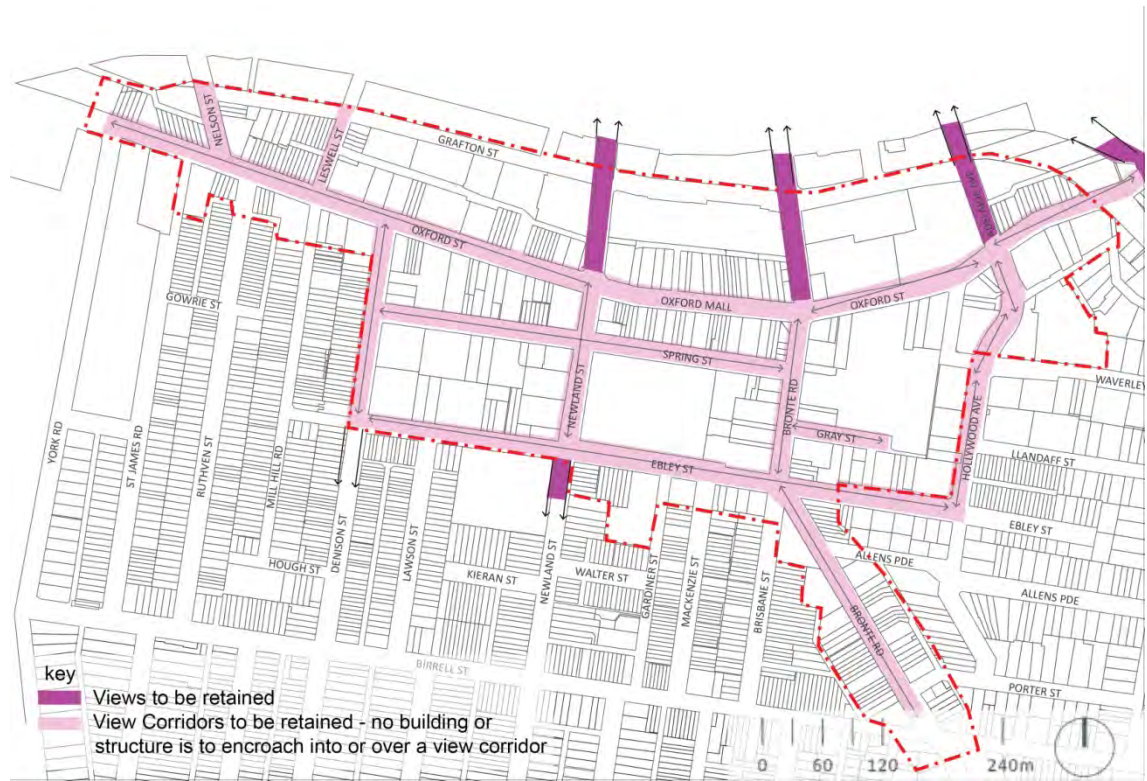 NELSON ST
LESWELL ST
GRAFTON ST
OXFORD ST
OXFORD MALL
OXFORD ST
GOWRIE ST
SPRING ST
NEWLAND ST
BRONTE RD
WAVERLEY
HOLLYWOOD AVE
GRAY ST
LLANDAFF ST
YORK RD
ST JAMES RD
RUTHVEN ST
MILL HILL RD
DENISON ST
LAWSON ST
EBLEY ST
EBLEY ST
HOUGH ST
KIERAN ST
NEWLAND ST
WALTER ST
GARDINER ST
MACKENZIE ST
BRISBANE ST
ALLENS PDE
ALLENS PDE
BRONTE RD
BIRRELL ST
PORTER ST
key
Views to be retained
View Corridors to be retained - no building or
structure is to encroach into or over a view corridor
0 60 120 240m